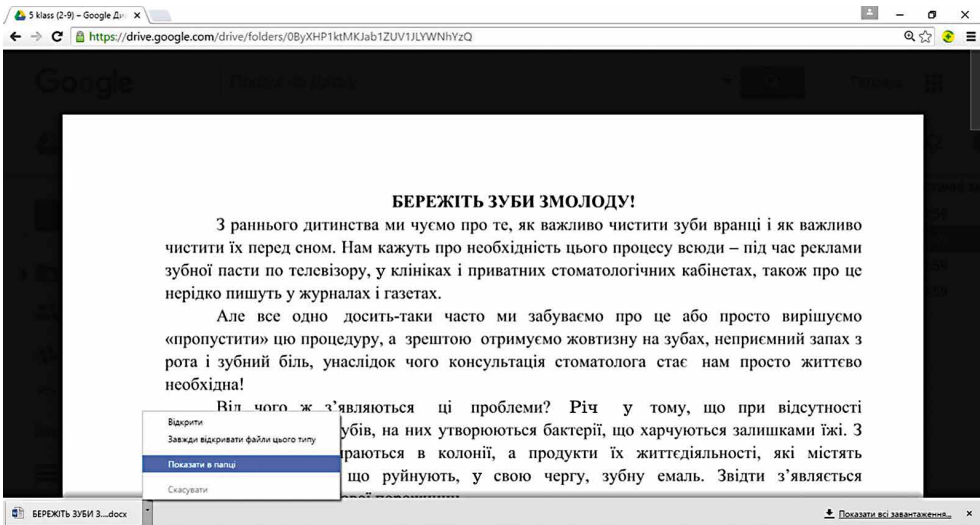 5 klass (2-9) – Google Ди
https://drive.google.com/drive/folders/0ByXHP1ktMKJab1ZUV1JLYWNhYzQ
Google
БЕРЕЖІТЬ ЗУБИ ЗМОЛОДУ!
З раннього дитинства ми чуємо про те, як важливо чистити зуби вранці і як важливо
чистити їх перед сном. Нам кажуть про необхідність цього процесу всюди – під час реклами
зубної пасти по телевізору, у клініках і приватних стоматологічних кабінетах, також про це
нерідко пишуть у журналах і газетах.
Але все одно досить-таки часто ми забуваємо про це або просто вирішуємо
«пропустити» цю процедуру, а зрештою отримуємо жовтизну на зубах, неприємний запах з
рота і зубний біль, унаслідок чого консультація стоматолога стає нам просто життєво
необхідна!
Від чого ж з’являються ці проблеми? Річ у тому, що при відсутності
убів, на них утворюються бактерії, що харчуються залишками їжі. З
раються в колонії, а продукти їх життєдіяльності, які містять
що руйнують, у свою чергу, зубну емаль. Звідти з’являється
Відкрити
Завжди відкривати файли цього типу
Показати в папці
Скасувати
БЕРЕЖІТЬ ЗУБИ З....docx
Показати всі завантаження...